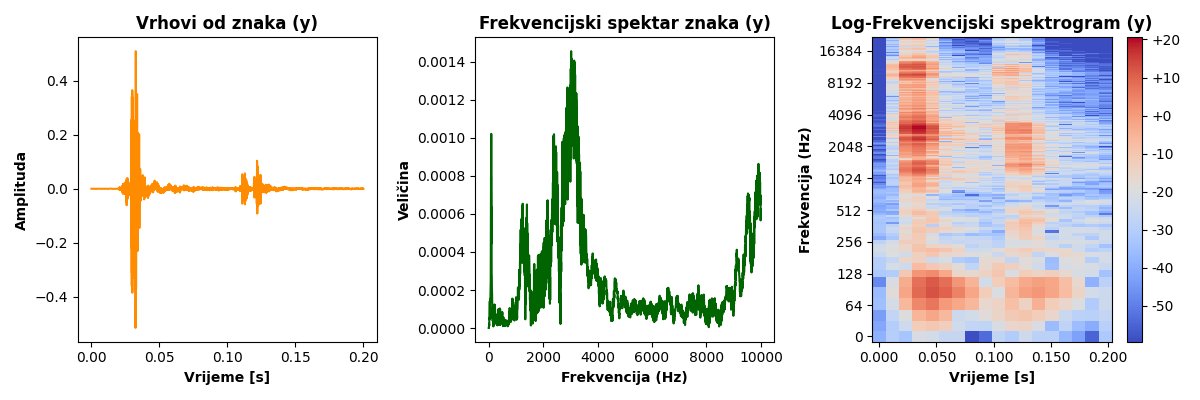 Vrhovi od znaka (y)
Amplituda
0.4
0.2
0.0
−0.2
−0.4
0.00 0.05 0.10 0.15 0.20
Vrijeme [s]
Frekvencijski spektar znaka (y)
Veličina
0.0014
0.0012
0.0010
0.0008
0.0006
0.0004
0.0002
0.0000
0 2000 4000 6000 8000 10000
Frekvencija (Hz)
Log-Frekvencijski spektrogram (y)
Frekvencija (Hz)
16384
8192
4096
2048
1024
512
256
128
64
0
0.000 0.050 0.100 0.150 0.200
Vrijeme [s]
+20
+10
+0
−10
−20
−30
−40
−50